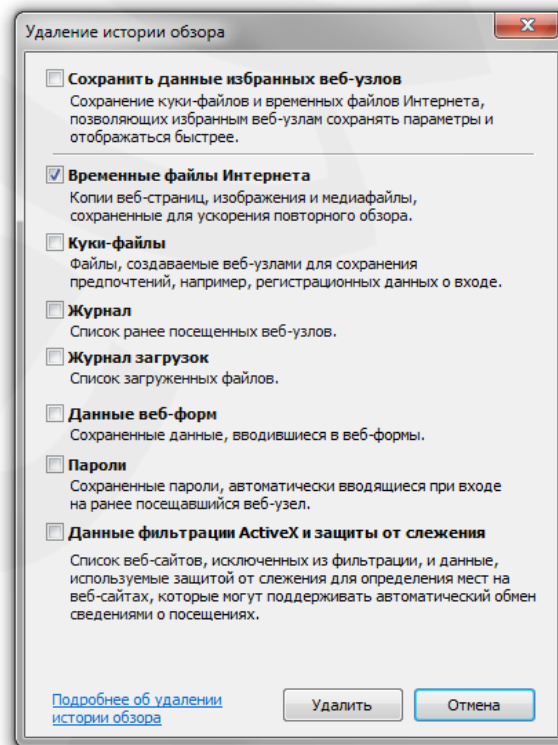 Удаление истории обзора
Сохранить данные избранных веб-узлов
Сохранение куки-файлов и временных файлов Интернета,
позволяющих избранным веб-узлам сохранять параметры и
отображаться быстрее.
Временные файлы Интернета
Копии веб-страниц, изображения и медиафайлы,
сохраненные для ускорения повторного обзора.
Куки-файлы
Файлы, создаваемые веб-узлами для сохранения
предпочтений, например, регистрационных данных о входе.
Журнал
Список ранее посещенных веб-узлов.
Журнал загрузок
Список загруженных файлов.
Данные веб-форм
Сохраненные данные, вводившиеся в веб-формы.
Пароли
Сохраненные пароли, автоматически вводящиеся при входе
на ранее посещавшийся веб-узел.
Данные фильтрации ActiveX и защиты от слежения
Список веб-сайтов, исключенных из фильтрации, и данные,
используемые защитой от слежения для определения мест на
веб-сайтах, которые могут поддерживать автоматический обмен
сведениями о посещениях.
Подробнее об удалении
истории обзора
Удалить
Отмена